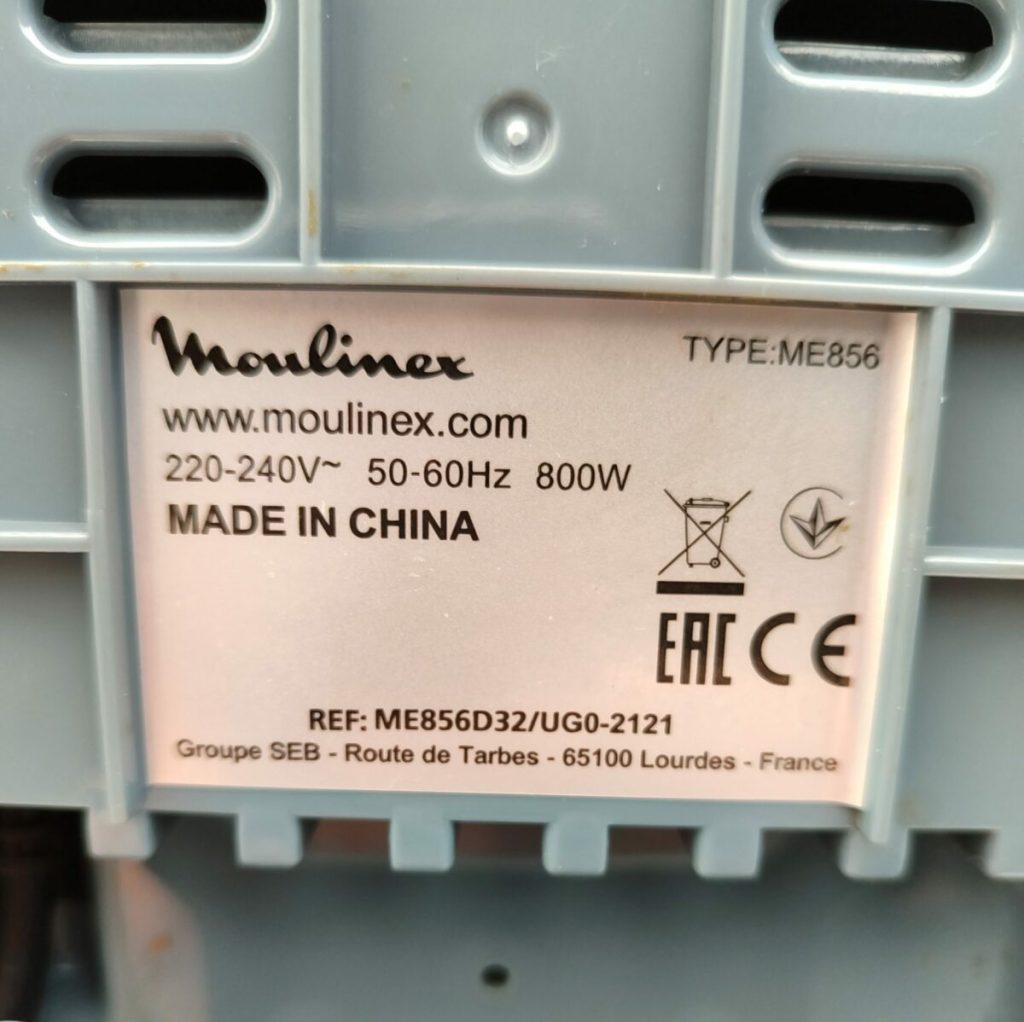 Moulinex
TYPE:ME856
www.moulinex.com
220-240V~ 50-60Hz 800W
MADE IN CHINA
EAC CE
REF: ME856D32/UG0-2121
Groupe SEB - Route de Tarbes - 65100 Lourdes - France